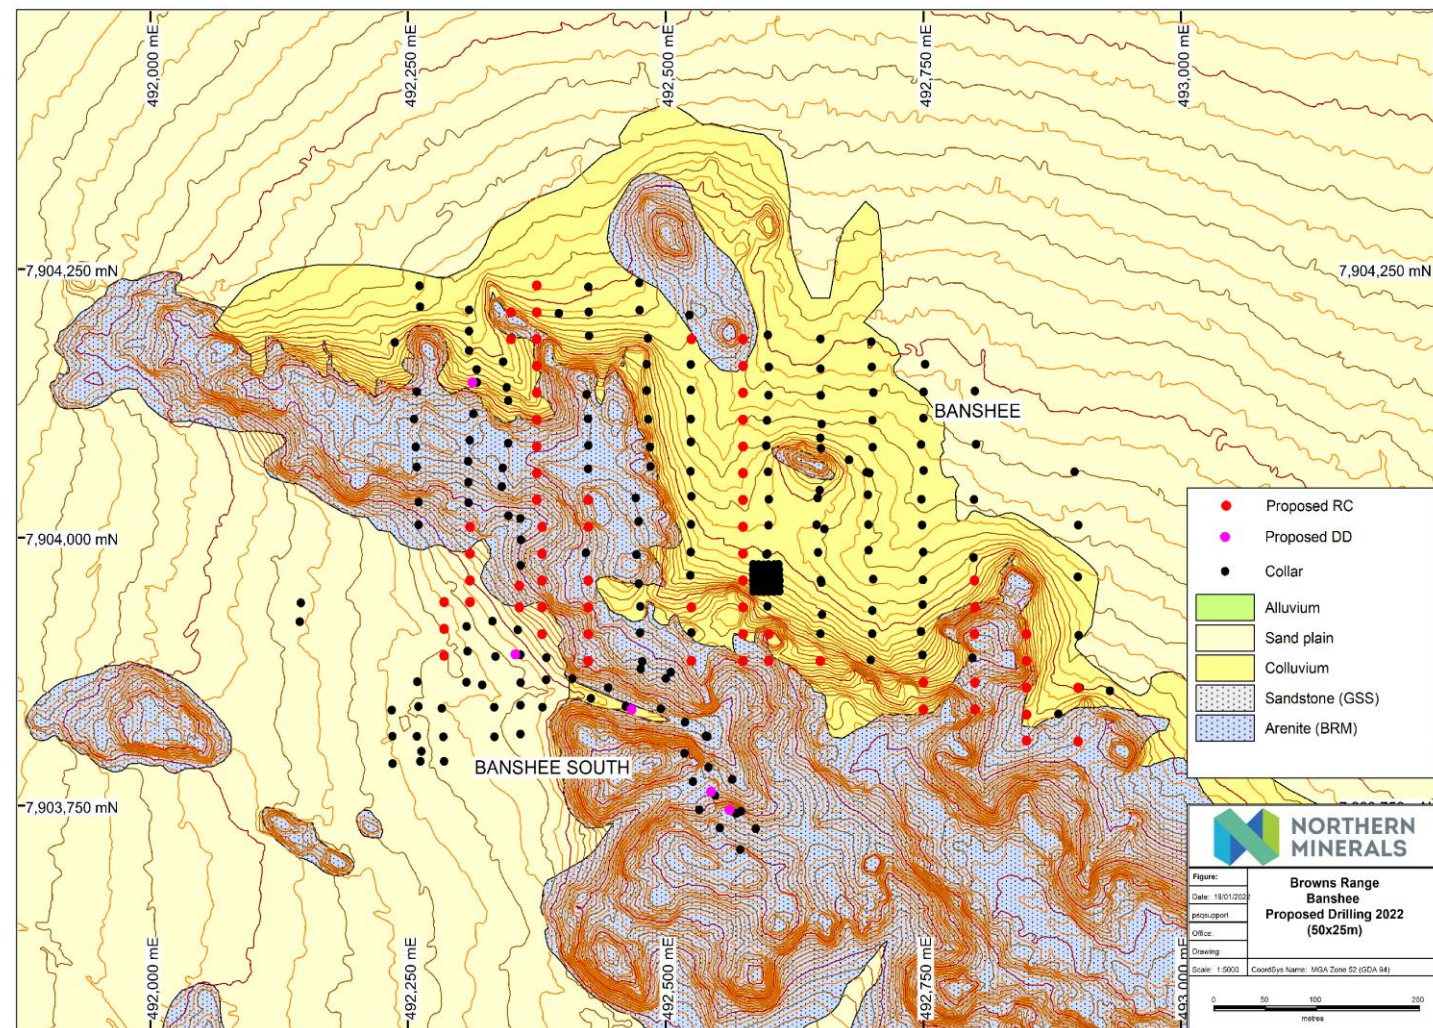 492,000 mE
492,250 mE
492,500 mE
492,750 mE
493,000 mE
7,904,250 mN
7,904,250 mN
BANSHEE
7,904,000 mN
Proposed RC
Proposed DD
Collar
Alluvium
Sand plain
Colluvium
Sandstone (GSS)
Arenite (BRM)
BANSHEE SOUTH
7,903,750 mN
NORTHERN
MINERALS
Figure:
Date: 18/01/2022
psqsupport
Office:
Drawing:
Browns Range
Banshee
Proposed Drilling 2022
(50x25m)
Scale: 1:5000
CoordSys Name: MGA Zone 52 (GDA 94)
0 50 100 200
metres
492,000 mE
492,250 mE
492,500 mE
492,750 mE
493,000 mE